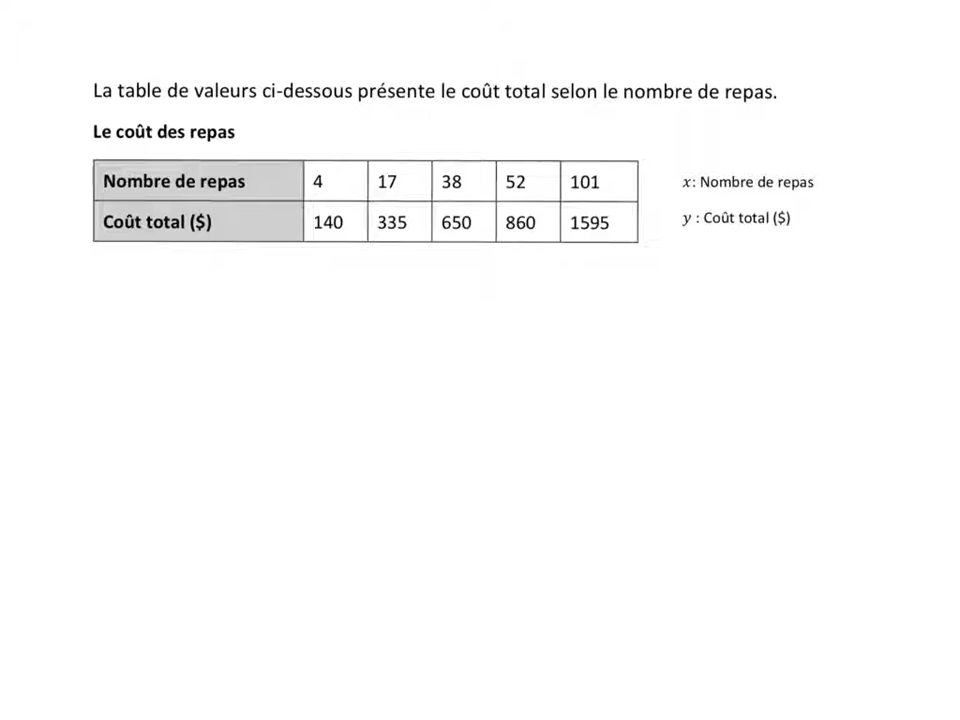 La table de valeurs ci-dessous présente le coût total selon le nombre de repas.
Le coût des repas
Nombre de repas 4 17 38 52 101
Coût total ($) 140 335 650 860 1595
x: Nombre de repas
y : Coût total ($)